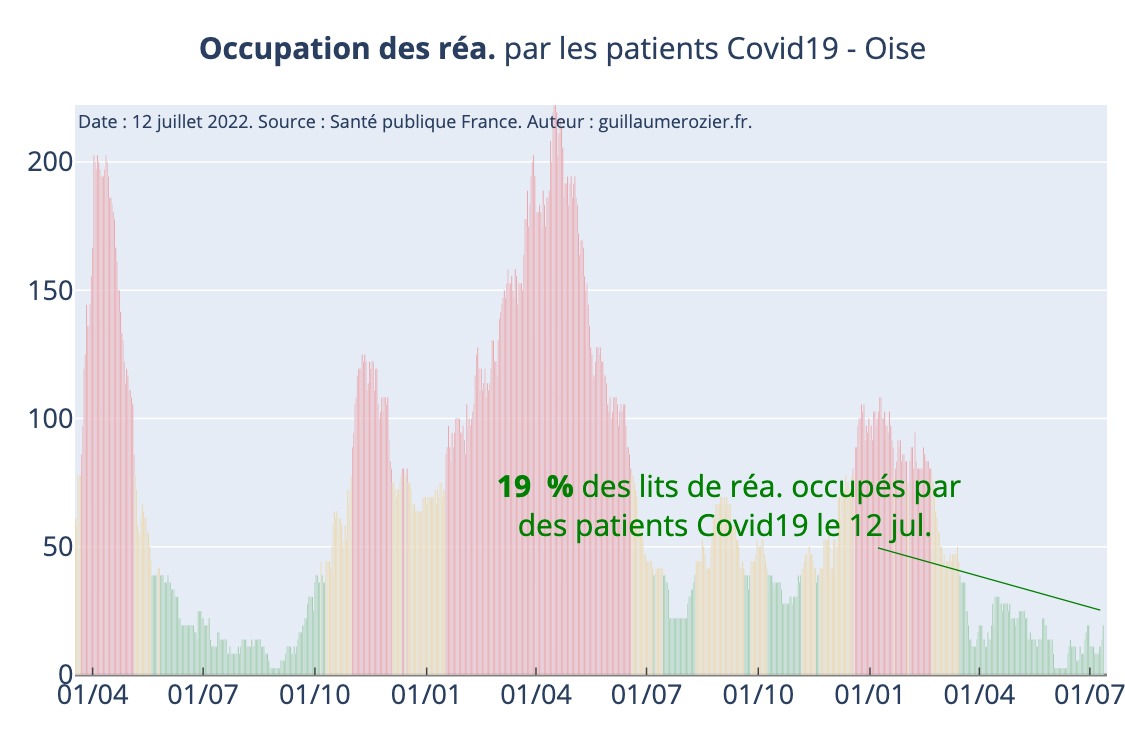 Occupation des réa. par les patients Covid19 - Oise
Date : 12 juillet 2022. Source : Santé publique France. Auteur : guillaumerozier.fr.
200
150
100
50
0
19 % des lits de réa. occupés par
des patients Covid19 le 12 jul.
01/04 01/07 01/10 01/01 01/04 01/07 01/10 01/01 01/04 01/07